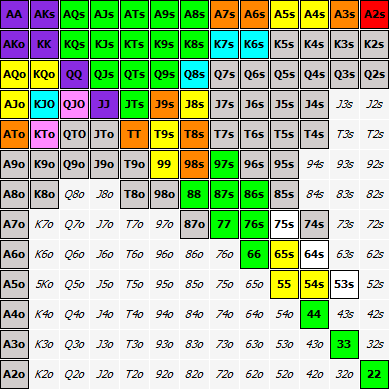 AA AKs AQs AJs ATs A9s A8s A7s A6s A5s A4s A3s A2s
AKo KK KQs KJs KTs K9s K8s K7s K6s K5s K4s K3s K2s
AQo KQo QQ QJs QTs Q9s Q8s Q7s Q6s Q5s Q4s Q3s Q2s
AJo KJO QJO JJ JTs J9s J8s J7s J6s J5s J4s J3s J2s
ATo KTo QTO JTo TT T9s T8s T7s T6s T5s T4s T3s T2s
A9o K9o Q9o J9o T9o 99 98s 97s 96s 95s 94s 93s 92s
A8o K8o Q8o J8o T8o 98o 88 87s 86s 85s 84s 83s 82s
A7o K7o Q7o J7o T7o 97o 87o 77 76s 75s 74s 73s 72s
A6o K6o Q6o J6o T6o 96o 86o 76o 66 65s 64s 63s 62s
A5o 5Ko Q5o J5o T5o 95o 85o 75o 65o 55 54s 53s 52s
A4o K4o Q4o J4o T4o 94o 84o 74o 64o 54o 44 43s 42s
A3o K3o Q3o J3o T3o 93o 83o 73o 63o 53o 43o 33 32s
A2o K2o Q2o J2o T2o 92o 82o 72o 62o 52o 42o 32o 22